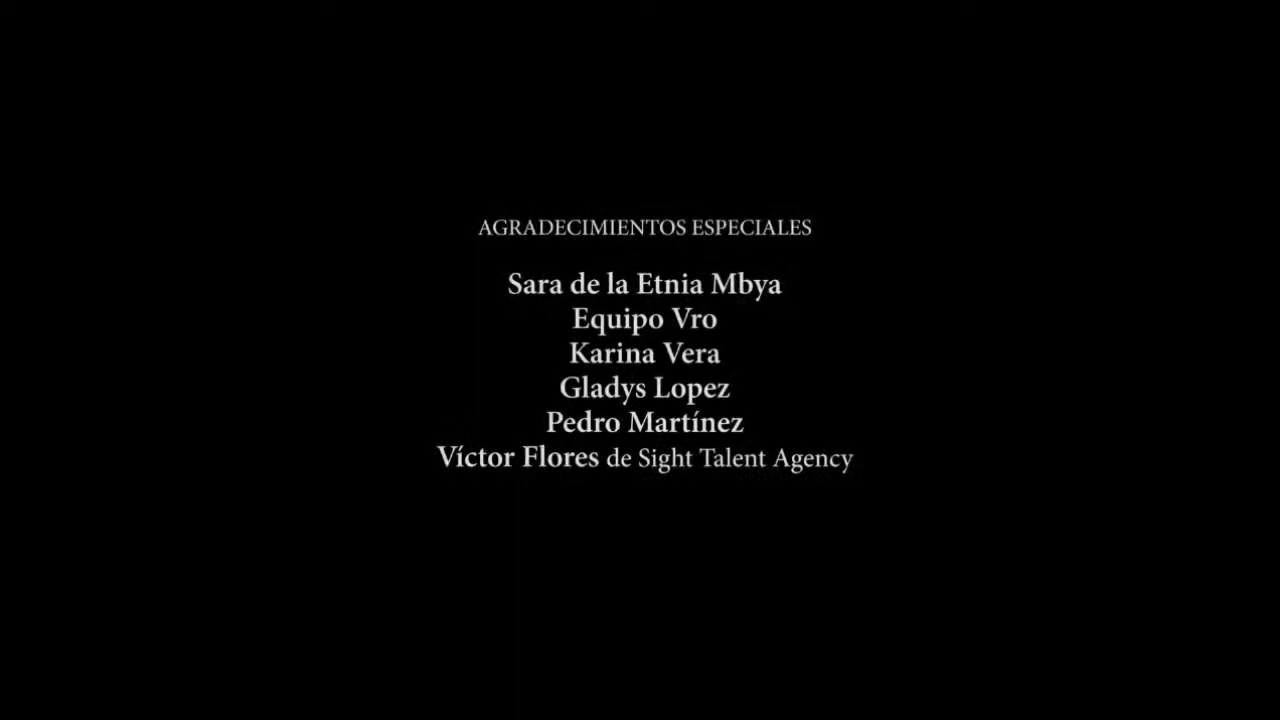 AGRADECIMIENTOS ESPECIALES
Sara de la Etnia Mbya
Equipo Vro
Karina Vera
Gladys Lopez
Pedro Martínez
Víctor Flores de Sight Talent Agency